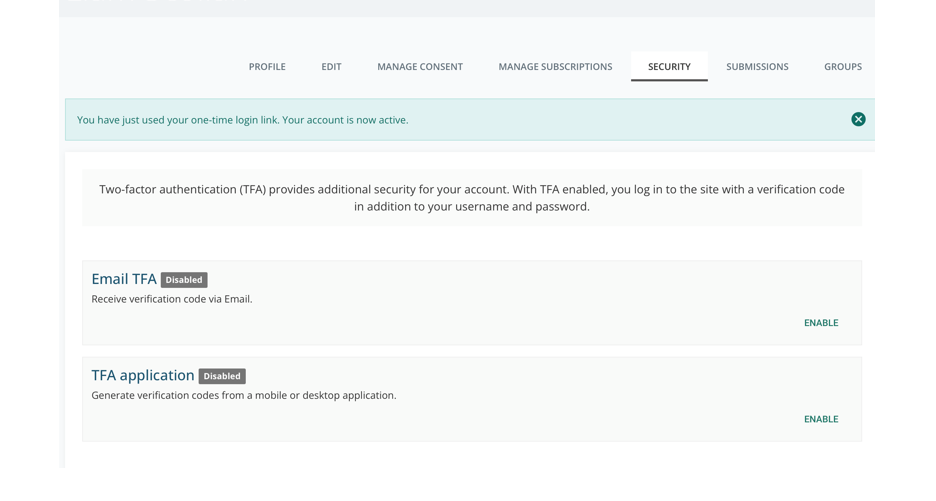 PROFILE EDIT MANAGE CONSENT MANAGE SUBSCRIPTIONS SECURITY SUBMISSIONS GROUPS
You have just used your one-time login link. Your account is now active.
Two-factor authentication (TFA) provides additional security for your account. With TFA enabled, you log in to the site with a verification code
in addition to your username and password.
Email TFA Disabled
Receive verification code via Email.
ENABLE
TFA application Disabled
Generate verification codes from a mobile or desktop application.
ENABLE